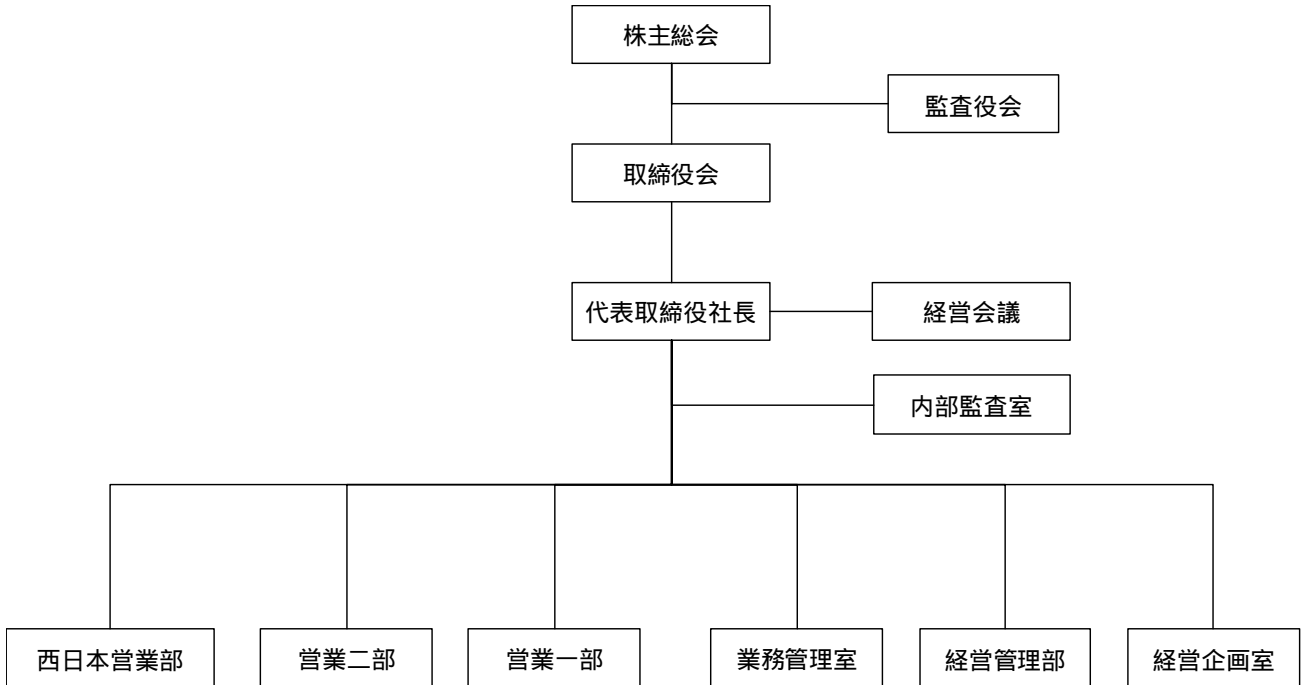 株主総会
監査役会
取締役会
代表取締役社長
経営会議
内部監査室
西日本営業部
営業二部
営業一部
業務管理室
経営管理部
経営企画室